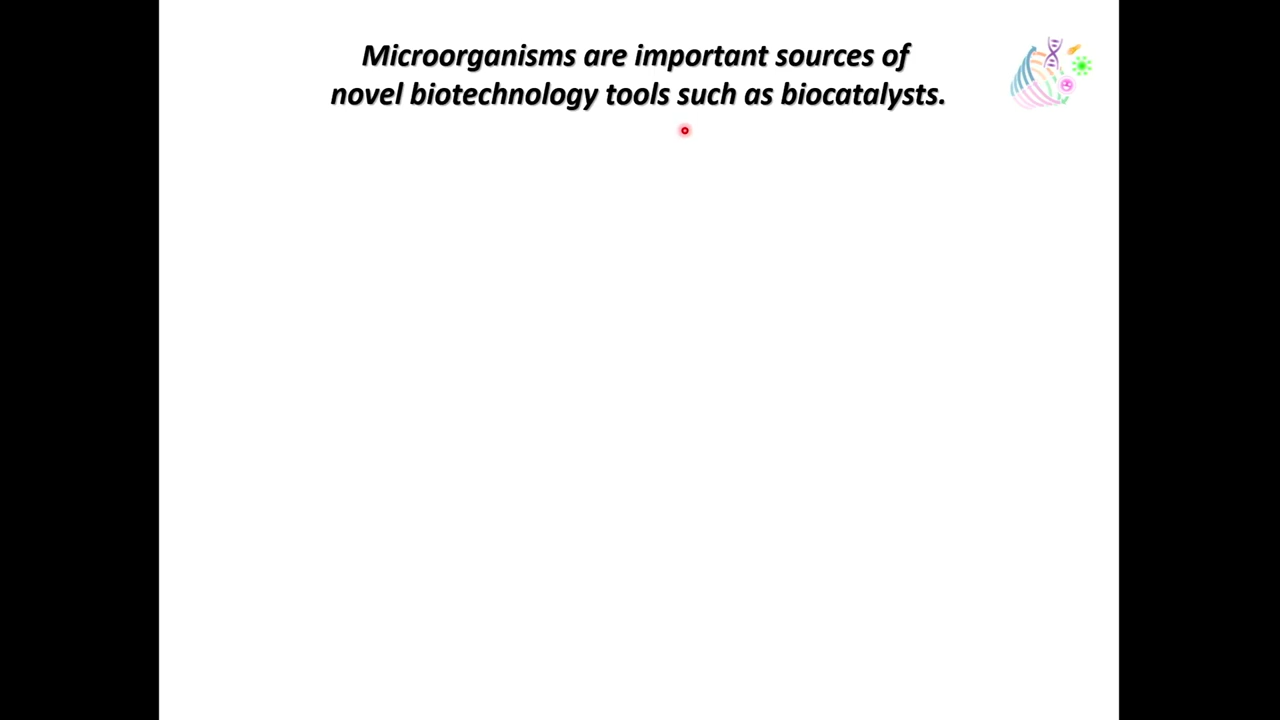 Microorganisms are important sources of
novel biotechnology tools such as biocatalysts.